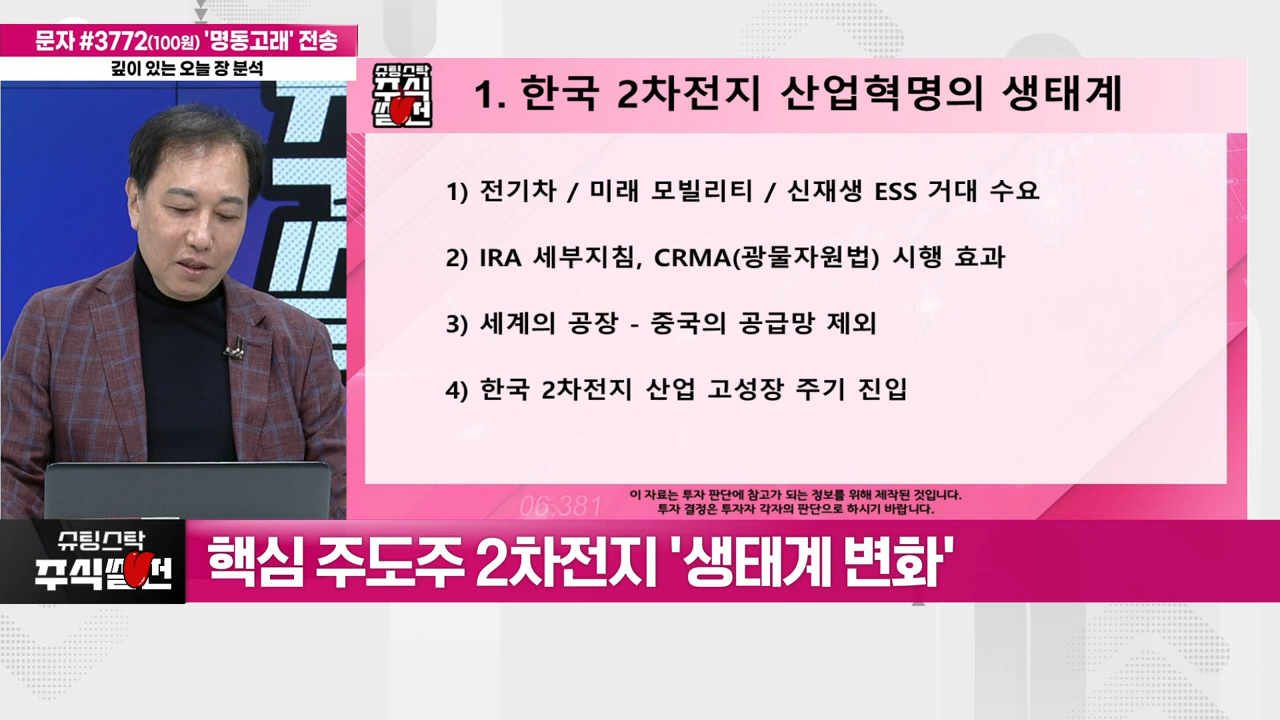 문자 #3772(100원) '명동고래' 전송
깊이 있는 오늘 장 분석
슈팅스탁
주식
썰전
1. 한국 2차전지 산업혁명의 생태계
1) 전기차 / 미래 모빌리티 / 신재생 ESS 거대 수요
2) IRA 세부지침, CRMA(광물자원법) 시행 효과
3) 세계의 공장 - 중국의 공급망 제외
4) 한국 2차전지 산업 고성장 주기 진입
06.381
이 자료는 투자 판단에 참고가 되는 정보를 위해 제작된 것입니다.
투자 결정은 투자자 각자의 판단으로 하시기 바랍니다.
슈팅스탁
주식썰전
핵심 주도주 2차전지 '생태계 변화'